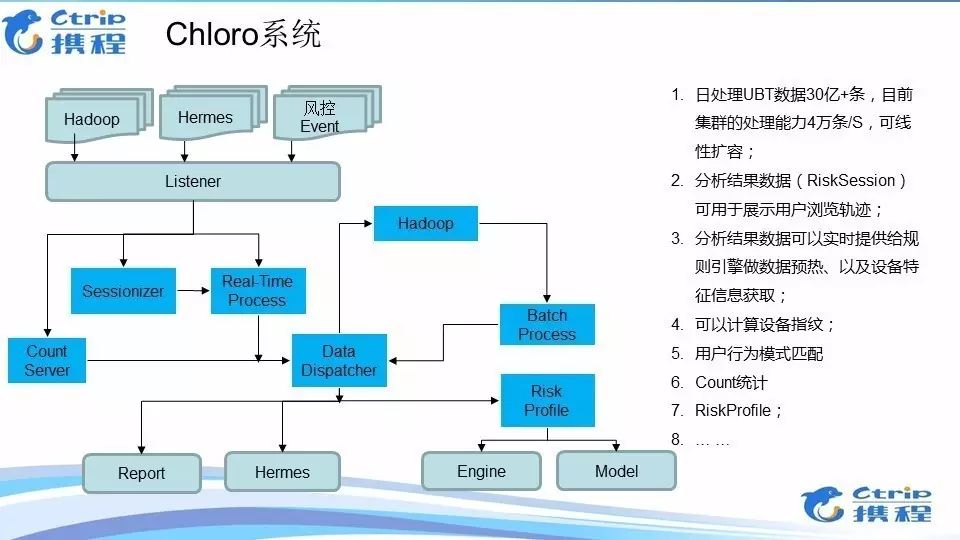 Ctrip
携程
Chloro系统
Hadoop
Hermes
风控
Event
Listener
Hadoop
Sessionizer
Real-Time
Process
Batch
Process
Count
Server
Data
Dispatcher
Risk
Profile
Report
Hermes
Engine
Model
1. 日处理UBT数据30亿+条，目前
集群的处理能力4万条/S，可线
性扩容；
2. 分析结果数据（RiskSession）
可用于展示用户浏览轨迹；
3. 分析结果数据可以实时提供给规
则引擎做数据预热、以及设备特
征信息获取；
4. 可以计算设备指纹；
5. 用户行为模式匹配
6. Count统计
7. RiskProfile；
8. … …
Ctrip
携程